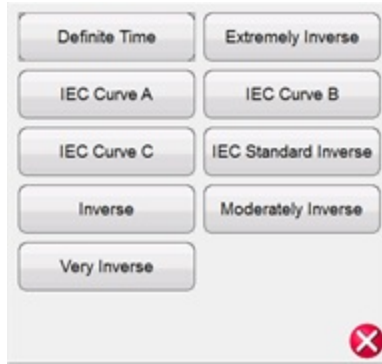 Definite Time
Extremely Inverse
IEC Curve A
IEC Curve B
IEC Curve C
IEC Standard Inverse
Inverse
Moderately Inverse
Very Inverse